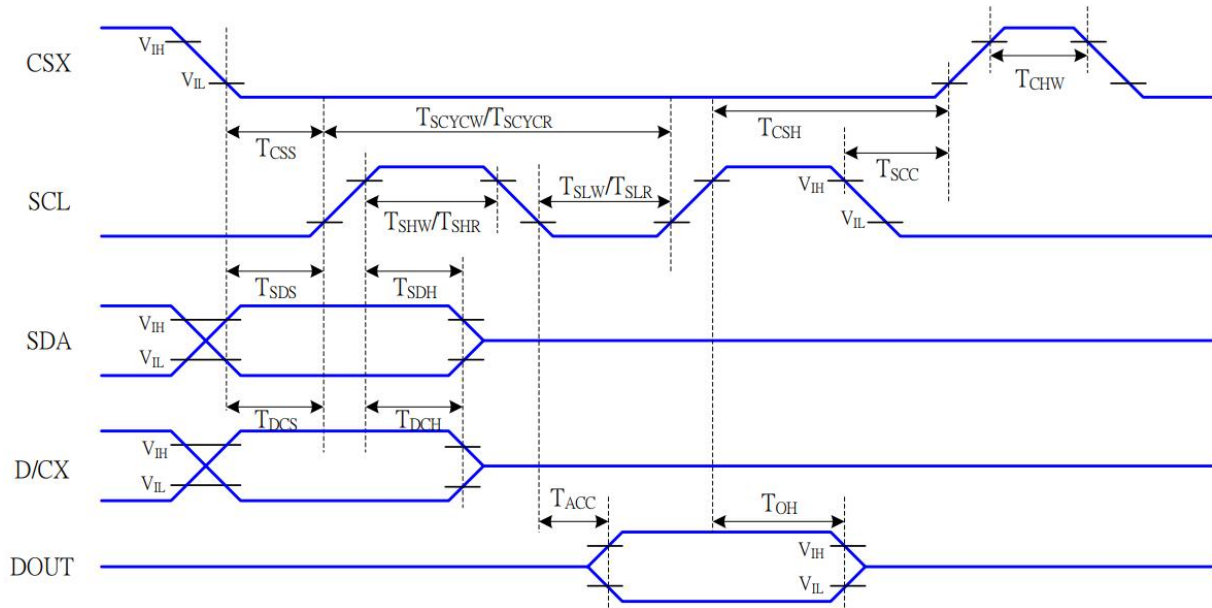 CSX
VIH
VIL
TCHW
TSCYCW/TSCYCR
TCSS
TCSH
TSCC
SCL
TSLW/TSLR
TSHW/TSHR
VIH
VIL
TSDS
TSDH
SDA
VIH
VIL
TDCS
TDCH
D/CX
VIH
VIL
TACC
TOH
DOUT
VIH
VIL